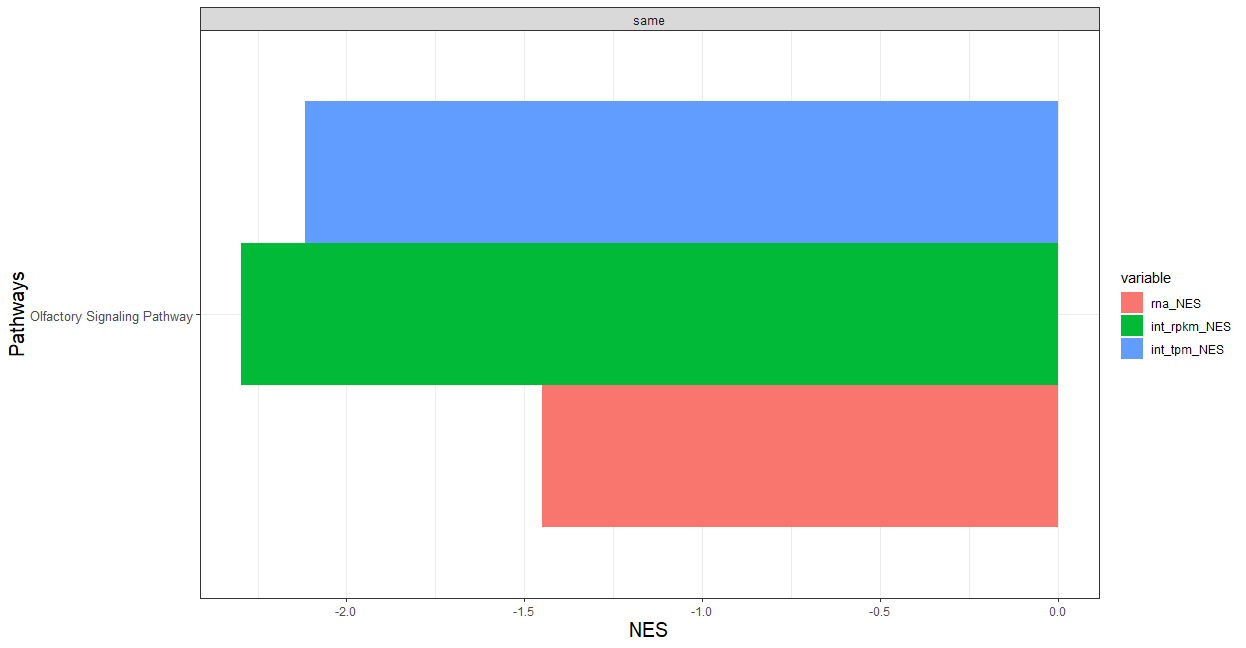 same
Pathways
Olfactory Signaling Pathway
-2.0
-1.5
-1.0
-0.5
0.0
NES
variable
rna_NES
int_rpkm_NES
int_tpm_NES